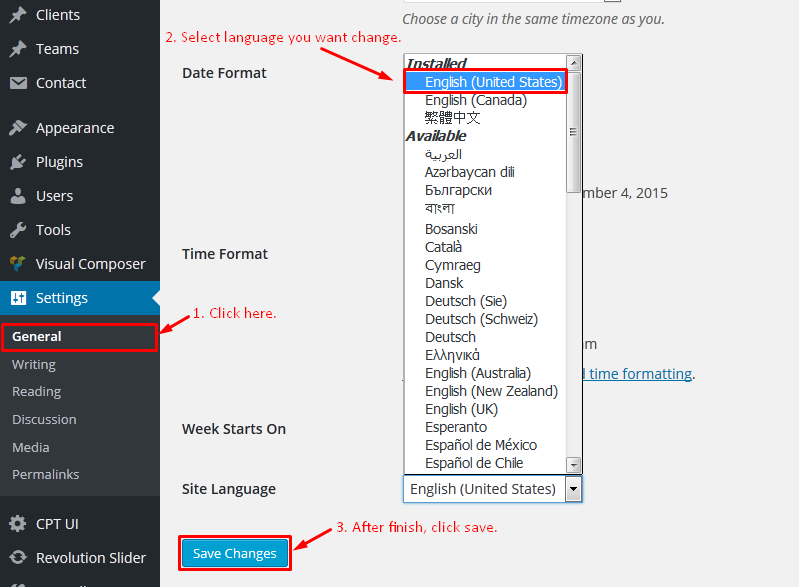 Clients
Teams
Contact
Appearance
Plugins
Users
Tools
Visual Composer
Settings
General
Writing
Reading
Discussion
Media
Permalinks
CPT UI
Revolution Slider
1. Click here.
Choose a city in the same timezone as you.
2. Select language you want change.
Date Format
Installed
English (United States)
English (Canada)
繁體中文
Available
العربية
Azərbaycan dili
Български
বাংলা
Bosanski
Català
Cymraeg
Dansk
Deutsch (Sie)
Deutsch (Schweiz)
Deutsch
Ελληνικά
English (Australia)
English (New Zealand)
English (UK)
Esperanto
Español de México
Español de Chile
mber 4, 2015
Time Format
m
time formatting.
Week Starts On
Site Language
English (United States)
3. After finish, click save.
Save Changes